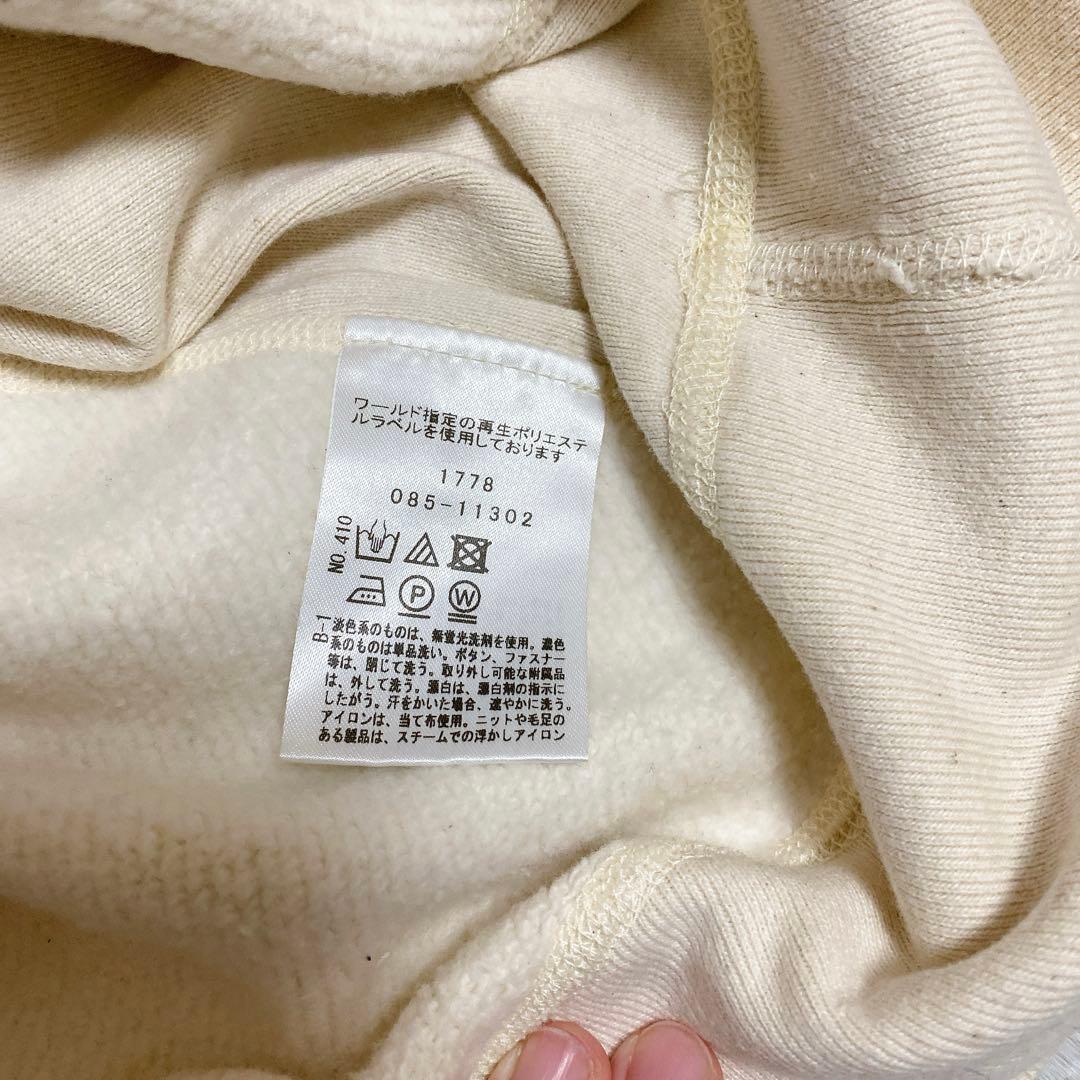 ワールド指定の再生ポリエステ
ルラベルを使用しております
1778
085-11302
NO.410
P
W
B-1
淡色系のものは、無蛍光洗剤を使用。濃色
系のものは単品洗い。ボタン、ファスナー
等は、閉じて洗う。取り外し可能な附属品
は、外して洗う。漂白は、漂白剤の指示に
したがう。汗をかいた場合、速やかに洗う。
アイロンは、当て布使用。ニットや毛足の
ある製品は、スチームでの浮かしアイロン